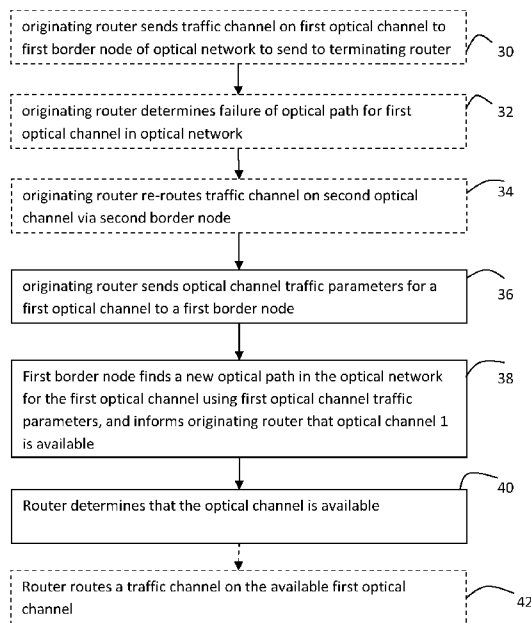 originating router sends traffic channel on first optical channel to
first border node of optical network to send to terminating router
30
originating router determines failure of optical path for first
optical channel in optical network
32
originating router re-routes traffic channel on second optical
channel via second border node
34
originating router sends optical channel traffic parameters for a
first optical channel to a first border node
36
First border node finds a new optical path in the optical network
for the first optical channel using first optical channel traffic
parameters, and informs originating router that optical channel 1
is available
38
Router determines that the optical channel is available
40
Router routes a traffic channel on the available first optical
channel
42